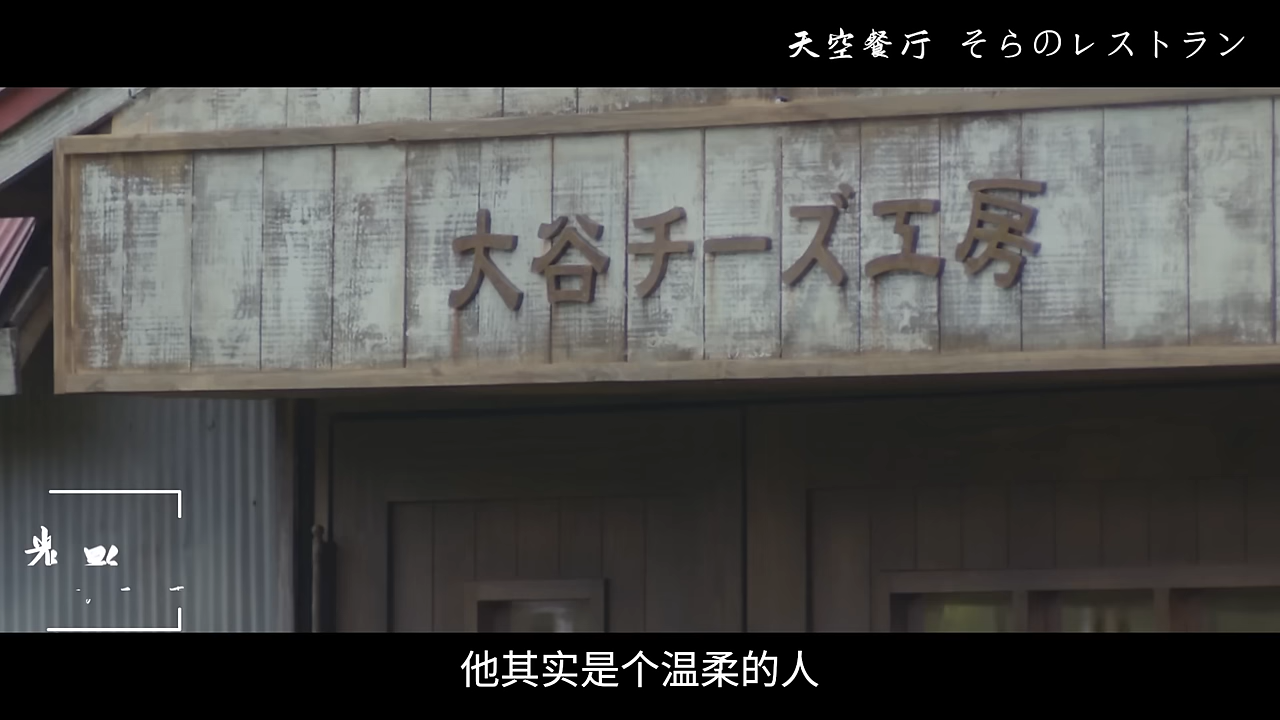 天空餐厅 そらのレストラン
大谷チーズ工房
他其实是个温柔的人